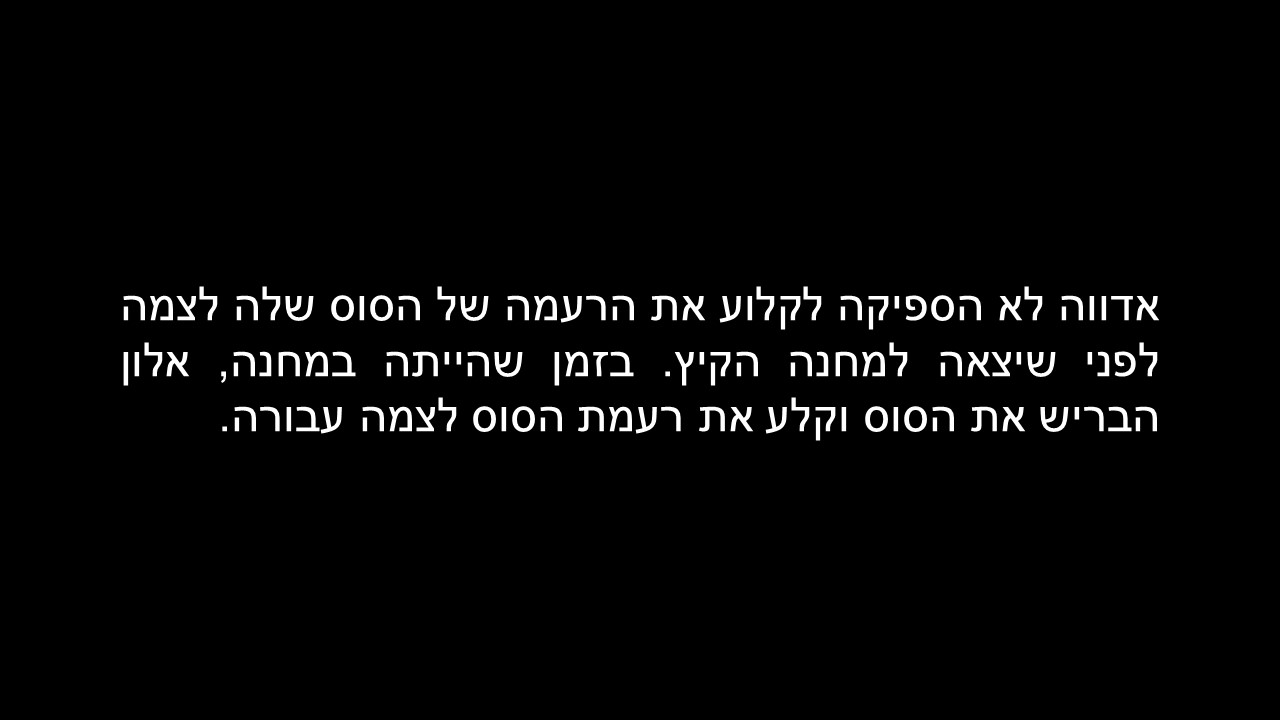 אדווה לא הספיקה לקלוע את הרעמה של הסוס שלה לצמה
לפני שיצאה למחנה הקיץ. בזמן שהייתה במחנה, אלון
הבריש את הסוס וקלע את רעמת הסוס לצמה עבורה.